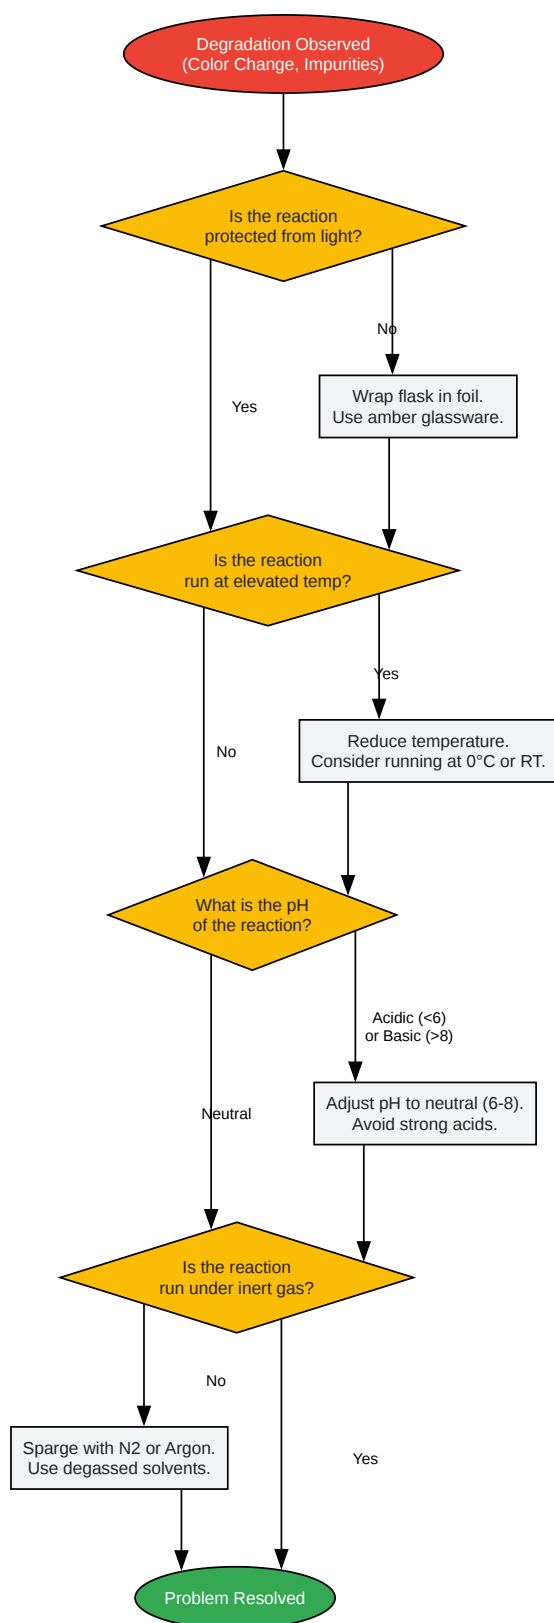 Degradation Observed
(Color Change, Impurities)
Is the reaction
protected from light?
No
Wrap flask in foil.
Use amber glassware.
Yes
Is the reaction
run at elevated temp?
Yes
Reduce temperature.
Consider running at 0°C or RT.
No
What is the pH
of the reaction?
Acidic (<6)
or Basic (>8)
Adjust pH to neutral (6-8).
Avoid strong acids.
Neutral
Is the reaction
run under inert gas?
No
Sparge with N2 or Argon.
Use degassed solvents.
Yes
Problem Resolved